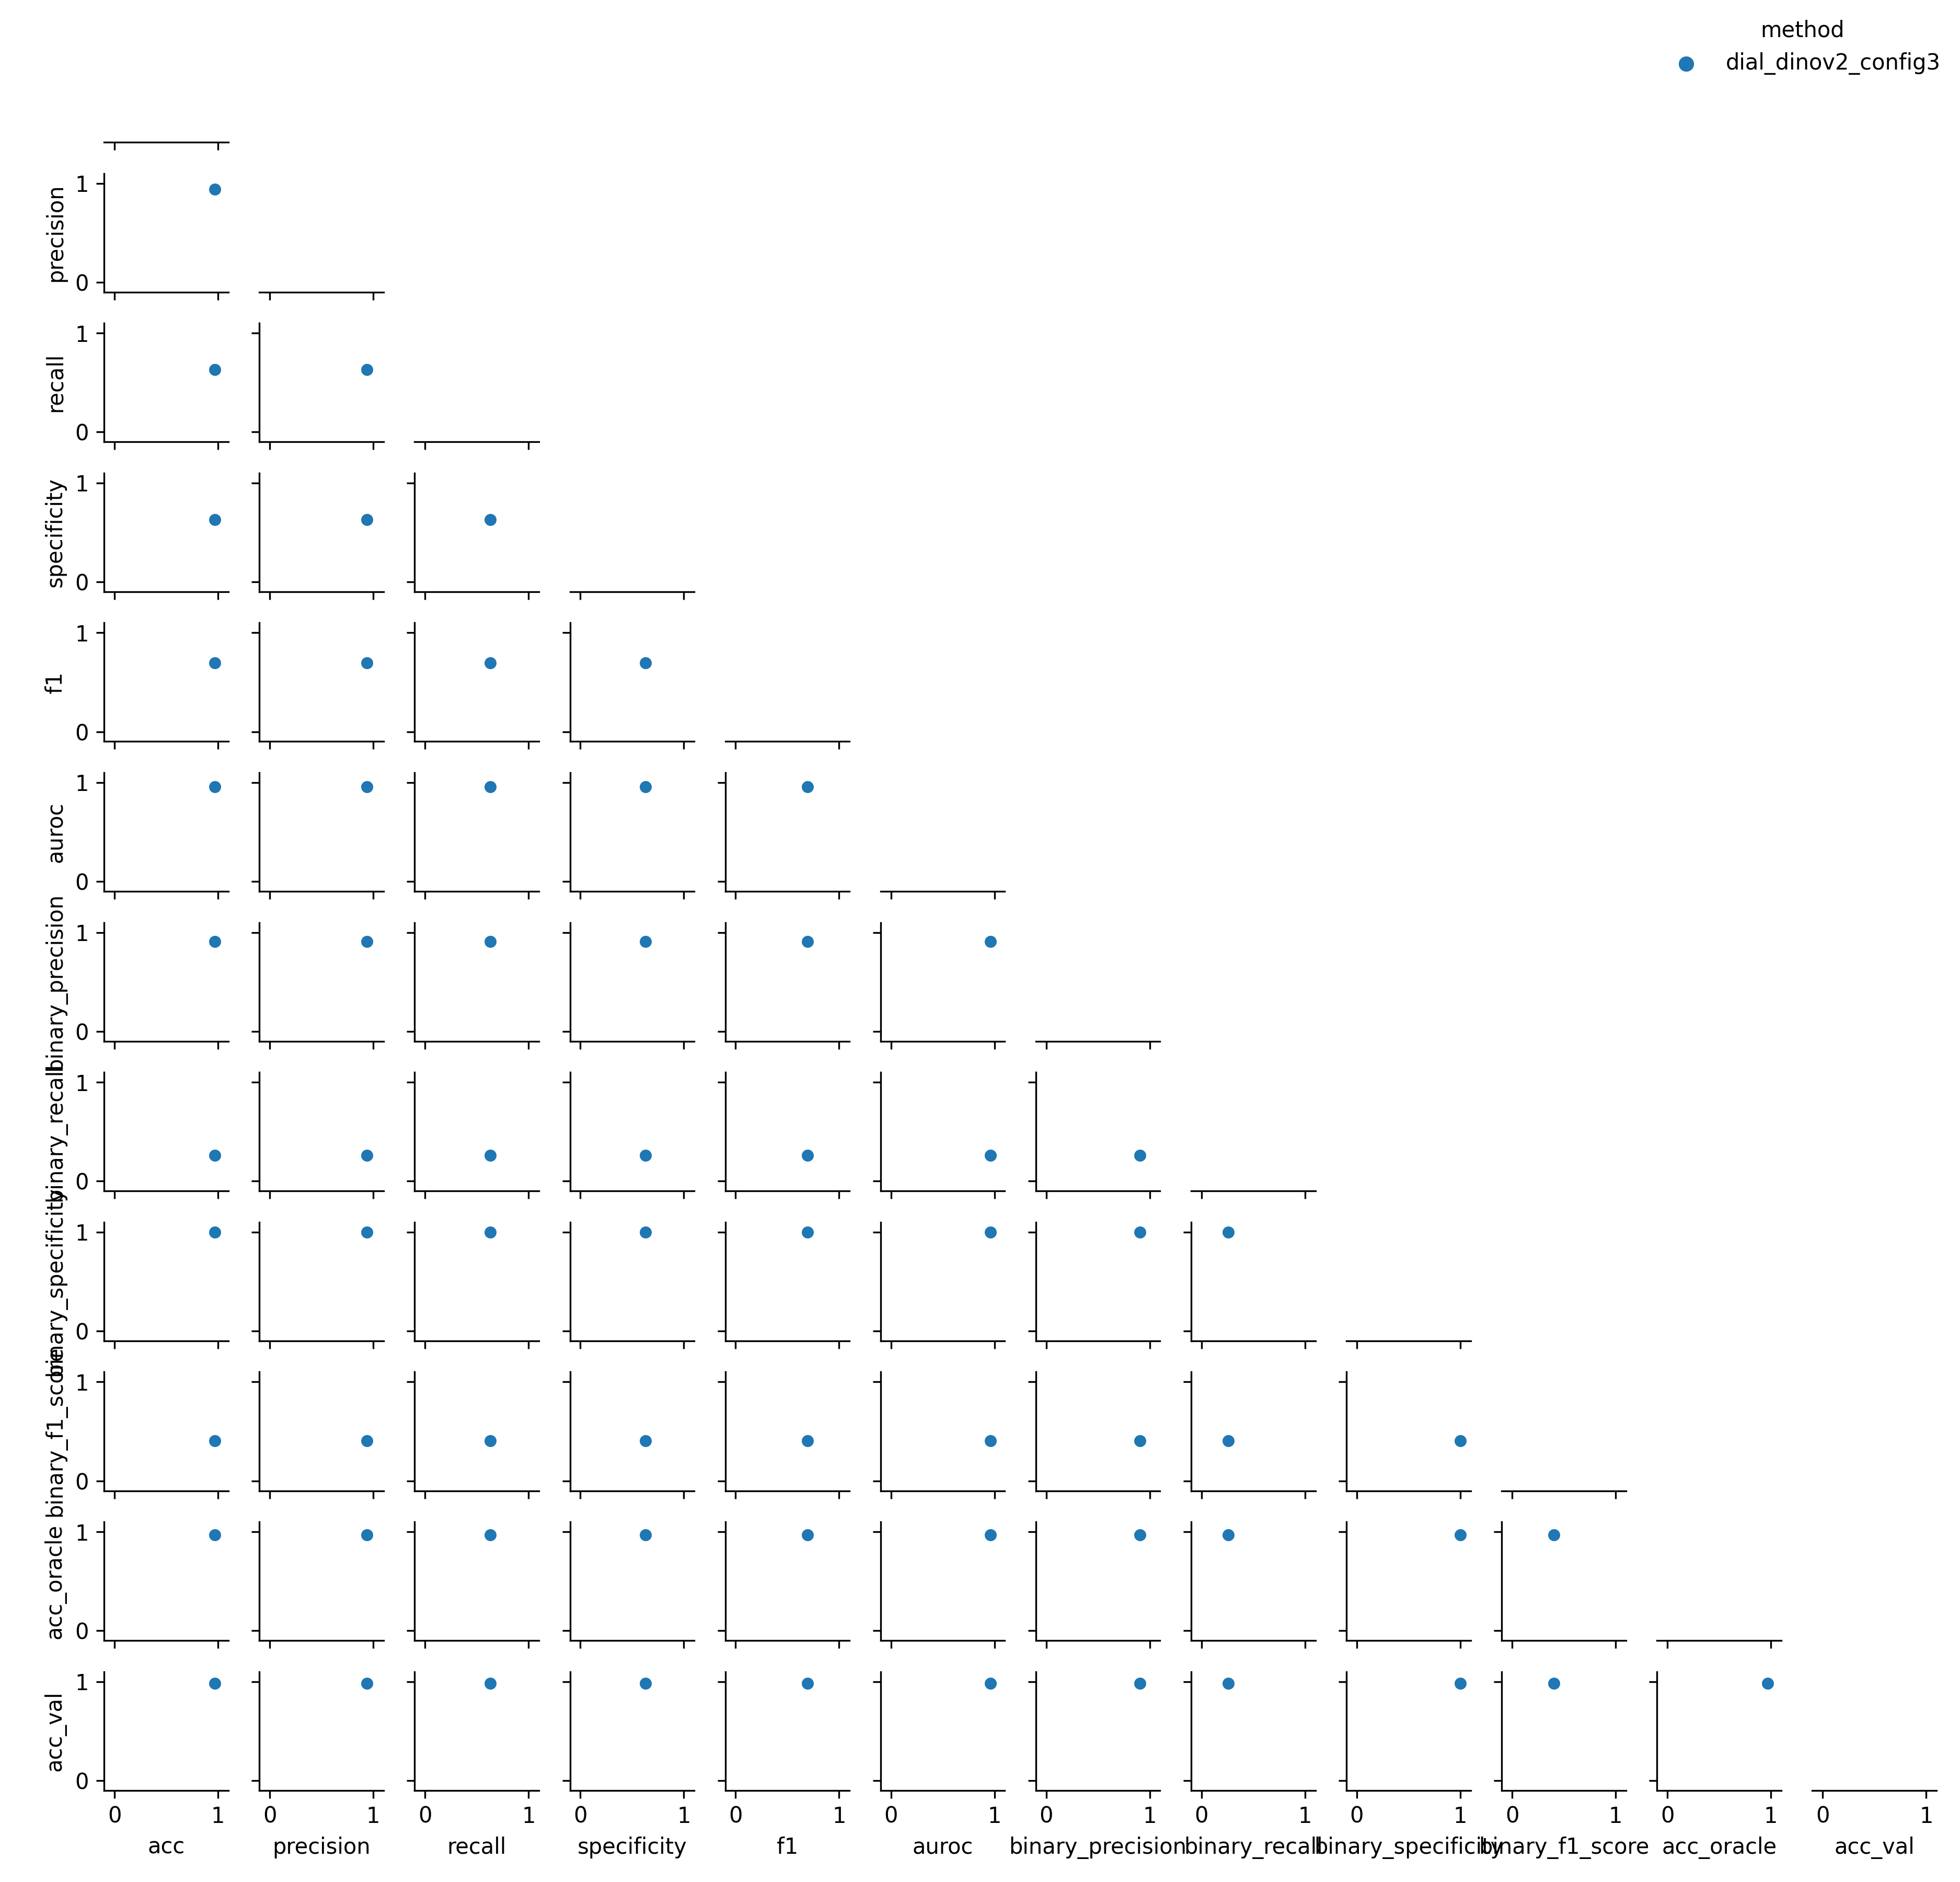 method
dial_dinov2_config3
precision
1
0
recall
1
0
specificity
1
0
f1
1
0
auroc
1
0
binary_precision
1
0
binary_recall
1
0
binary_specificity
1
0
binary_f1_score
1
0
acc_oracle
1
0
acc_val
1
0
0 1 0 1 0 1 0 1 0 1 0 1 0 1 0 1 0 1 0 1 0 1 0 1
acc precision recall specificity f1 auroc binary_precision binary_recall binary_specificity binary_f1_score acc_oracle acc_val